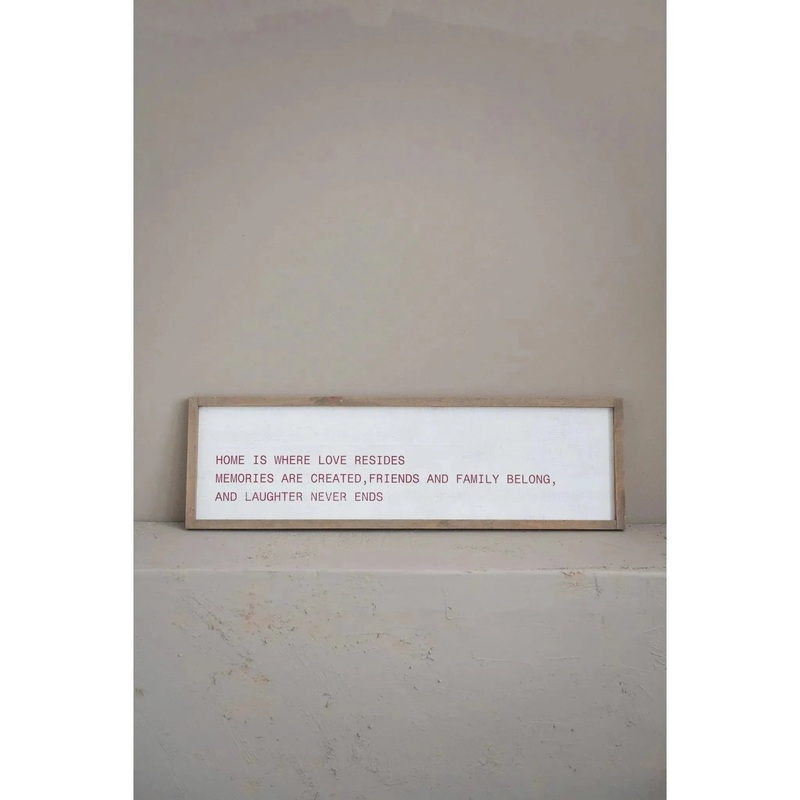 HOME IS WHERE LOVE RESIDES
MEMORIES ARE CREATED,FRIENDS AND FAMILY BELONG,
AND LAUGHTER NEVER ENDS